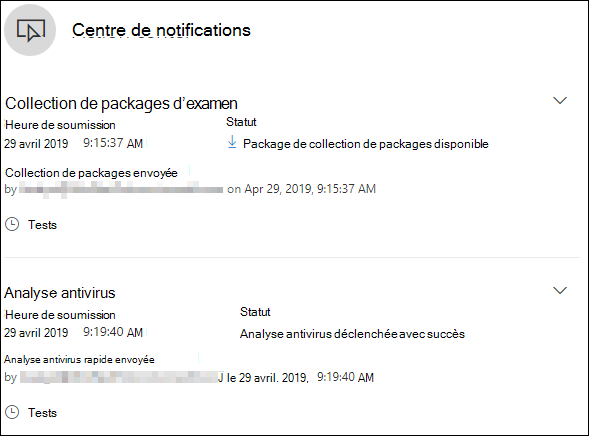 Centre de notifications
Collection de packages d’examen
Heure de soumission
Statut
29 avril 2019 9:15:37 AM
Package de collection de packages disponible
Collection de packages envoyée
by on Apr 29, 2019, 9:15:37 AM
Tests
Analyse antivirus
Heure de soumission
Statut
29 avril 2019 9:19:40 AM
Analyse antivirus déclenchée avec succès
Analyse antivirus rapide envoyée
by J le 29 avril. 2019, 9:19:40 AM
Tests